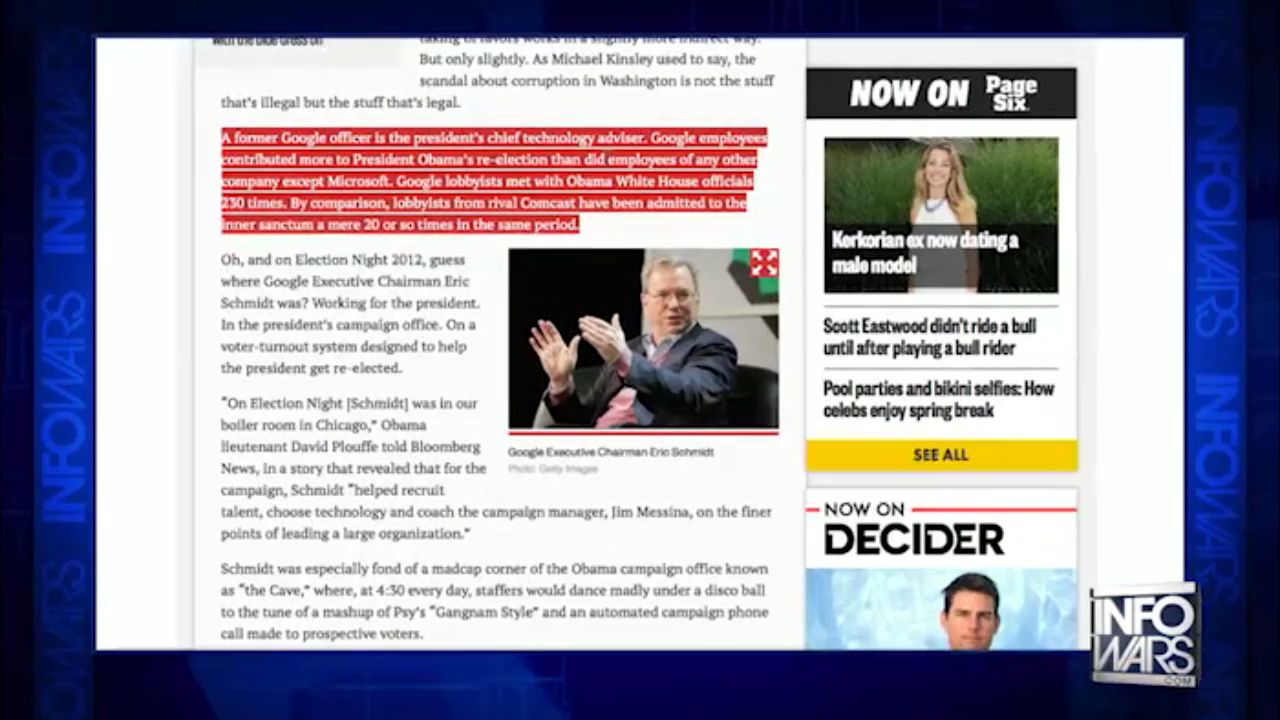 with the blue dress on
taking of favors works in a slightly more indirect way.
But only slightly. As Michael Kinsley used to say, the
scandal about corruption in Washington is not the stuff
that's illegal but the stuff that's legal.
A former Google officer is the president's chief technology adviser. Google employees
contributed more to President Obama's re-election than did employees of any other
company except Microsoft. Google lobbyists met with Obama White House officials
230 times. By comparison, lobbyists from rival Comcast have been admitted to the
inner sanctum a mere 20 or so times in the same period.
Oh, and on Election Night 2012, guess
where Google Executive Chairman Eric
Schmidt was? Working for the president.
In the president's campaign office. On a
voter-turnout system designed to help
the president get re-elected.
"On Election Night [Schmidt] was in our
boiler room in Chicago," Obama
lieutenant David Plouffe told Bloomberg
News, in a story that revealed that for the
campaign, Schmidt "helped recruit
talent, choose technology and coach the campaign manager, Jim Messina, on the finer
points of leading a large organization."
Google Executive Chairman Eric Schmidt
Photo: Getty Images
Schmidt was especially fond of a madcap corner of the Obama campaign office known
as "the Cave," where, at 4:30 every day, staffers would dance madly under a disco ball
to the tune of a mashup of Psy's "Gangnam Style" and an automated campaign phone
call made to prospective voters.
NOW ON Page Six
Kerkorian ex now dating a
male model
Scott Eastwood didn't ride a bull
until after playing a bull rider
Pool parties and bikini selfies: How
celebs enjoy spring break
SEE ALL
NOW ON
DECIDER
INFO
WARS
.COM
INFOWARS
INFOWARS